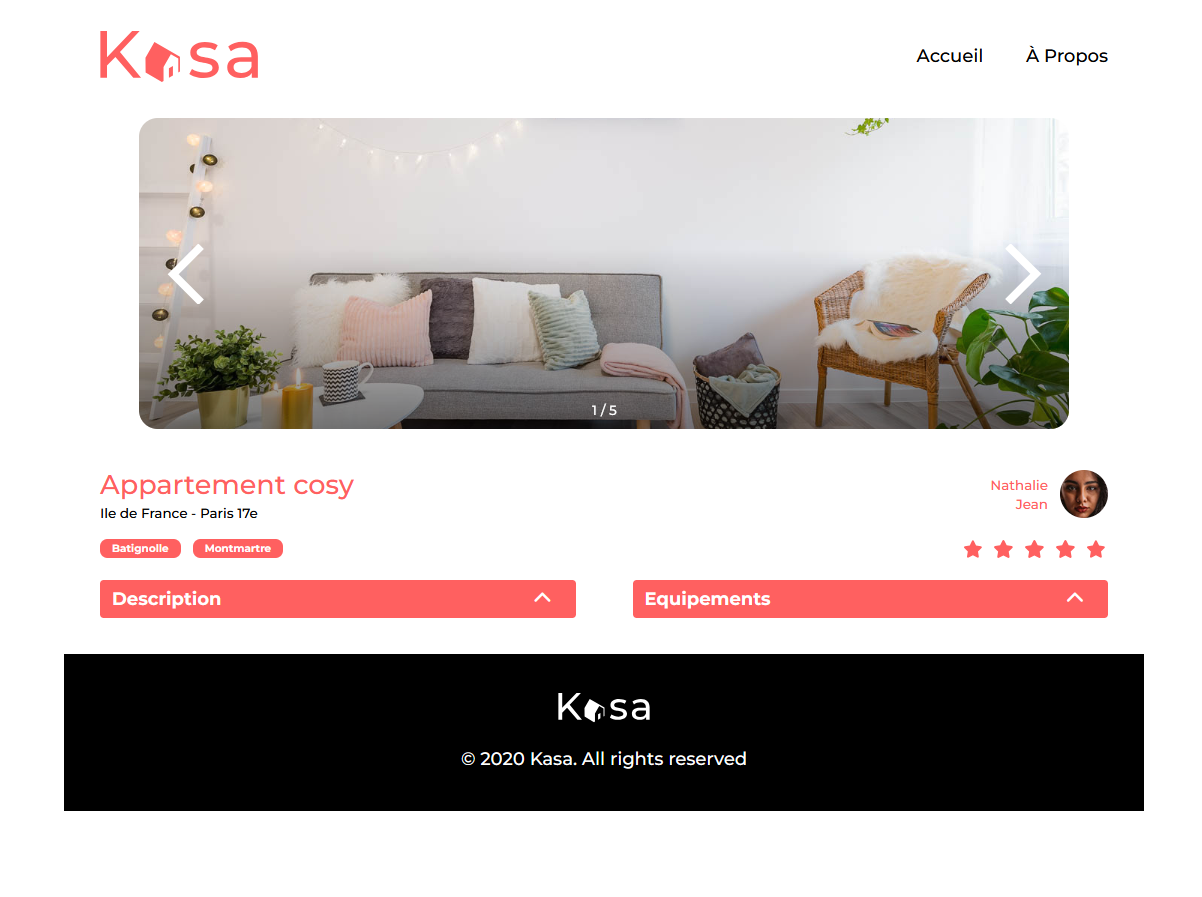 Kasa
Accueil
À Propos
1 / 5
Appartement cosy
Ile de France - Paris 17e
Nathalie
Jean
Batignolle
Montmartre
Description
Equipements
Kasa
© 2020 Kasa. All rights reserved